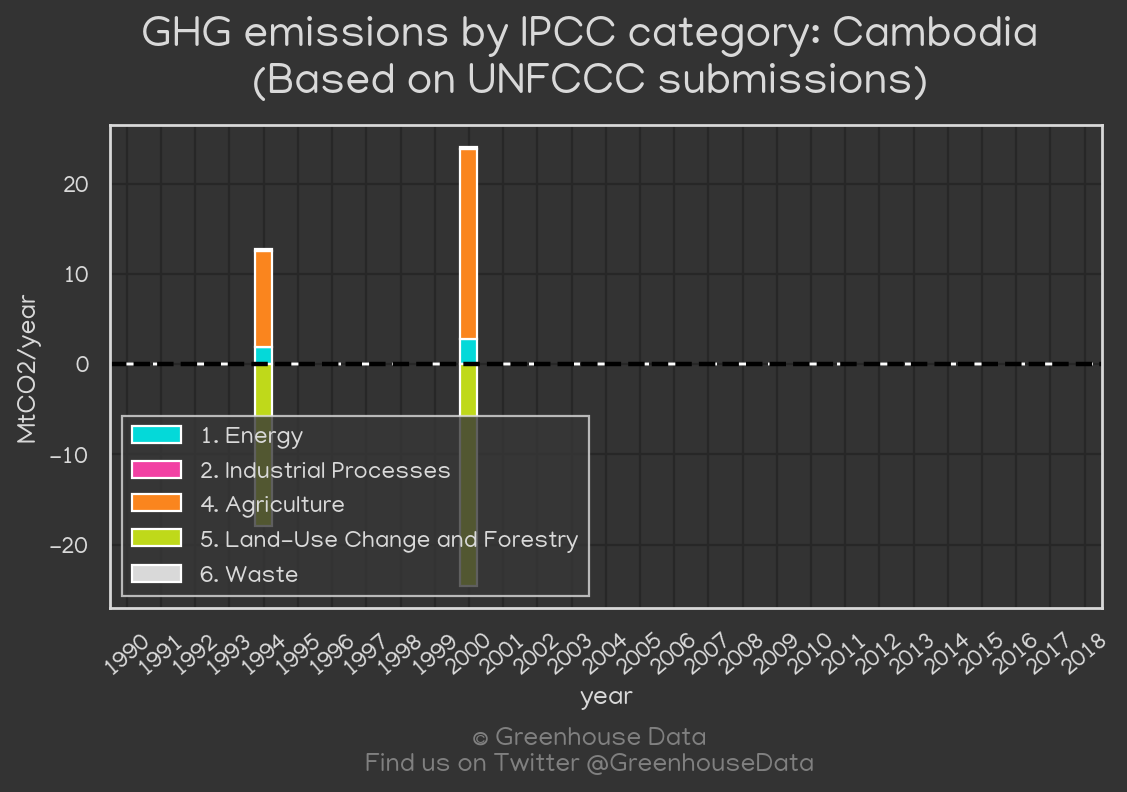 GHG emissions by IPCC category: Cambodia
(Based on UNFCCC submissions)
MtCO2/year
20
10
0
−10
−20
1. Energy
2. Industrial Processes
4. Agriculture
5. Land-Use Change and Forestry
6. Waste
1990 1991 1992 1993 1994 1995 1996 1997 1998 1999 2000 2001 2002 2003 2004 2005 2006 2007 2008 2009 2010 2011 2012 2013 2014 2015 2016 2017 2018
year
© Greenhouse Data
Find us on Twitter @GreenhouseData